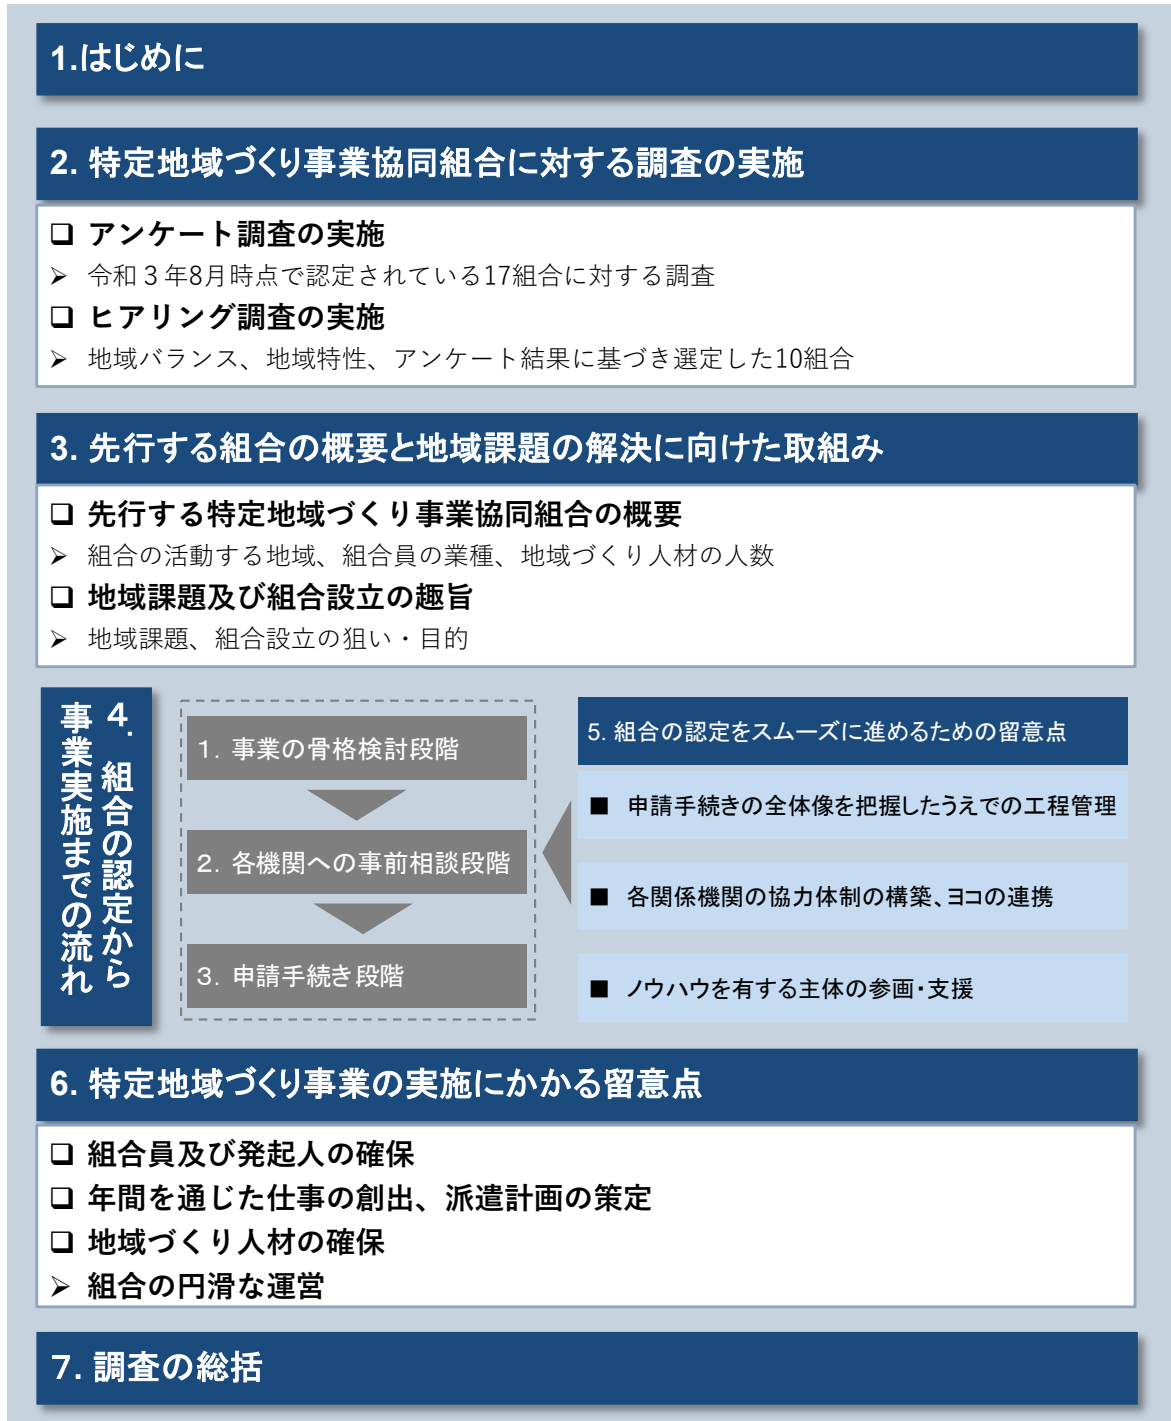 1.はじめに
2. 特定地域づくり事業協同組合に対する調査の実施
❑ アンケート調査の実施
➢ 令和３年8月時点で認定されている17組合に対する調査
❑ ヒアリング調査の実施
➢ 地域バランス、地域特性、アンケート結果に基づき選定した10組合
3. 先行する組合の概要と地域課題の解決に向けた取組み
❑ 先行する特定地域づくり事業協同組合の概要
➢ 組合の活動する地域、組合員の業種、地域づくり人材の人数
❑ 地域課題及び組合設立の趣旨
➢ 地域課題、組合設立の狙い・目的
４. 組合の認定から
事業実施までの流れ
1. 事業の骨格検討段階
2. 各機関への事前相談段階
3. 申請手続き段階
5. 組合の認定をスムーズに進めるための留意点
■ 申請手続きの全体像を把握したうえでの工程管理
■ 各関係機関の協力体制の構築、ヨコの連携
■ ノウハウを有する主体の参画・支援
6. 特定地域づくり事業の実施にかかる留意点
❑ 組合員及び発起人の確保
❑ 年間を通じた仕事の創出、派遣計画の策定
❑ 地域づくり人材の確保
➢ 組合の円滑な運営
７. 調査の総括